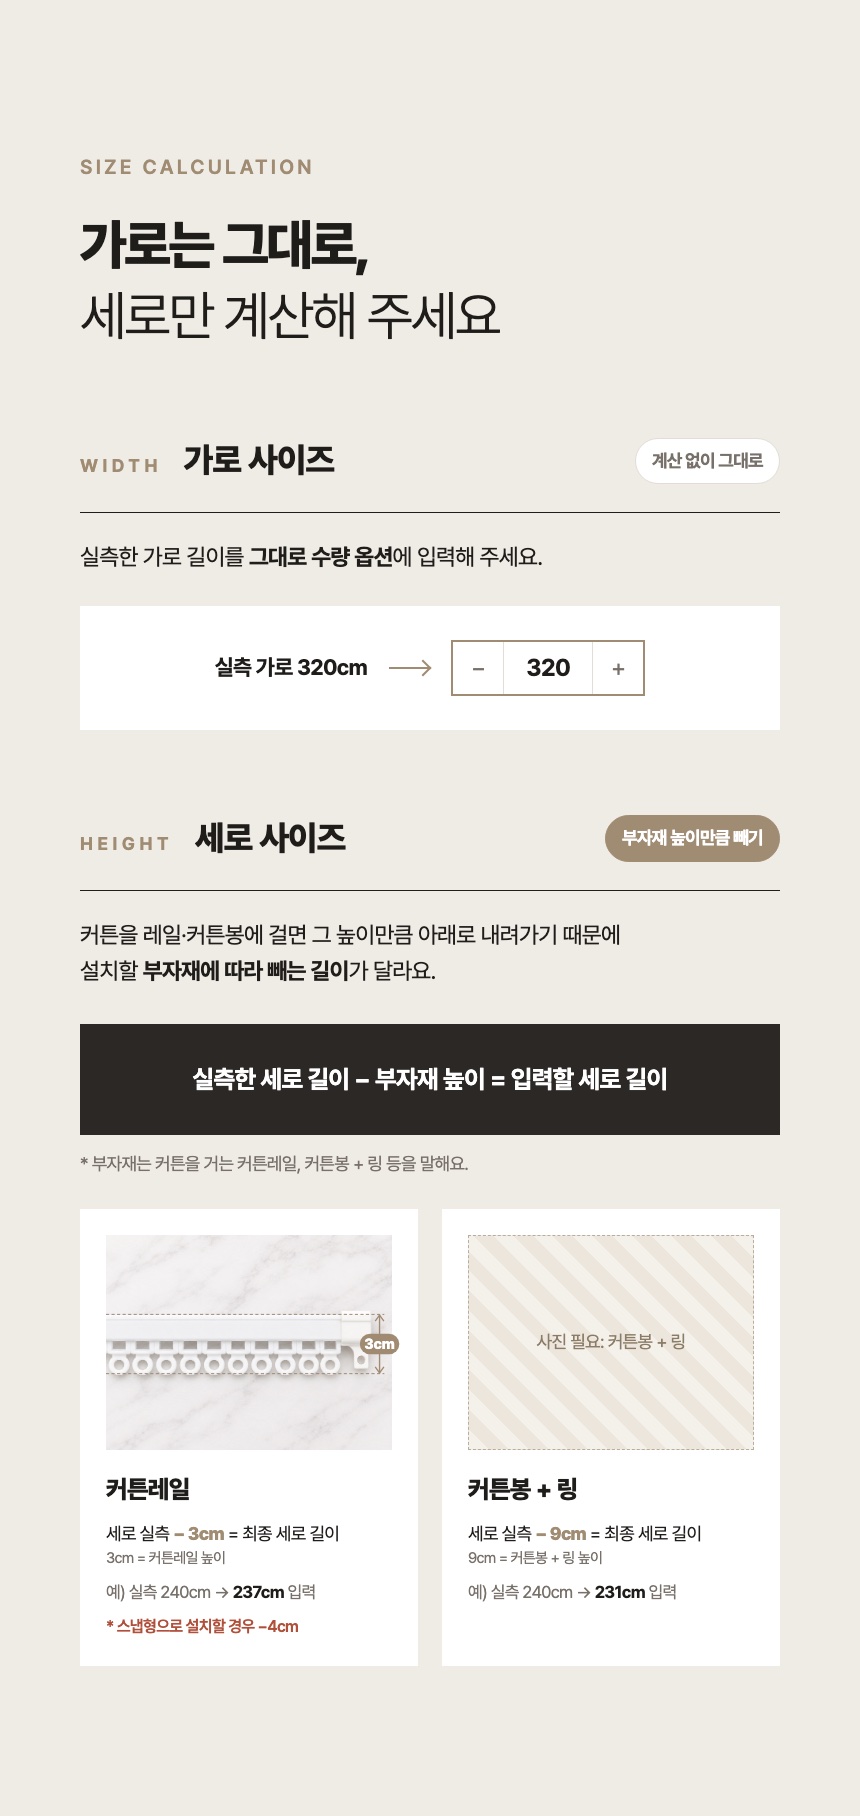 SIZE CALCULATION
가로는 그대로,
세로만 계산해 주세요
WIDTH 가로 사이즈
계산 없이 그대로
실측한 가로 길이를 그대로 수량 옵션에 입력해 주세요.
실측 가로 320cm → − 320 +
HEIGHT 세로 사이즈
부자재 높이만큼 빼기
커튼을 레일·커튼봉에 걸면 그 높이만큼 아래로 내려가기 때문에
설치할 부자재에 따라 빼는 길이가 달라요.
실측한 세로 길이 − 부자재 높이 = 입력할 세로 길이
* 부자재는 커튼을 거는 커튼레일, 커튼봉 + 링 등을 말해요.
3cm
커튼레일
세로 실측 − 3cm = 최종 세로 길이
3cm = 커튼레일 높이
예) 실측 240cm → 237cm 입력
* 스냅형으로 설치할 경우 −4cm
사진 필요: 커튼봉 + 링
커튼봉 + 링
세로 실측 − 9cm = 최종 세로 길이
9cm = 커튼봉 + 링 높이
예) 실측 240cm → 231cm 입력